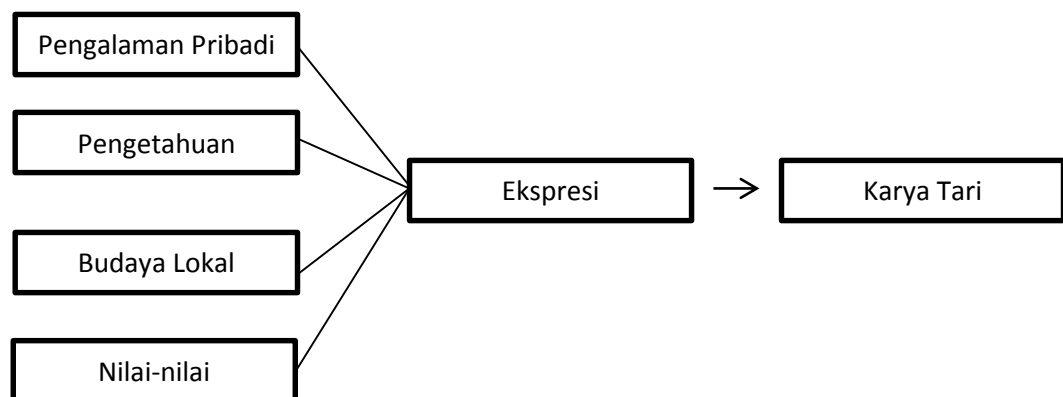 Pengalaman Pribadi
Pengetahuan
Budaya Lokal
Nilai-nilai
Ekspresi
Karya Tari